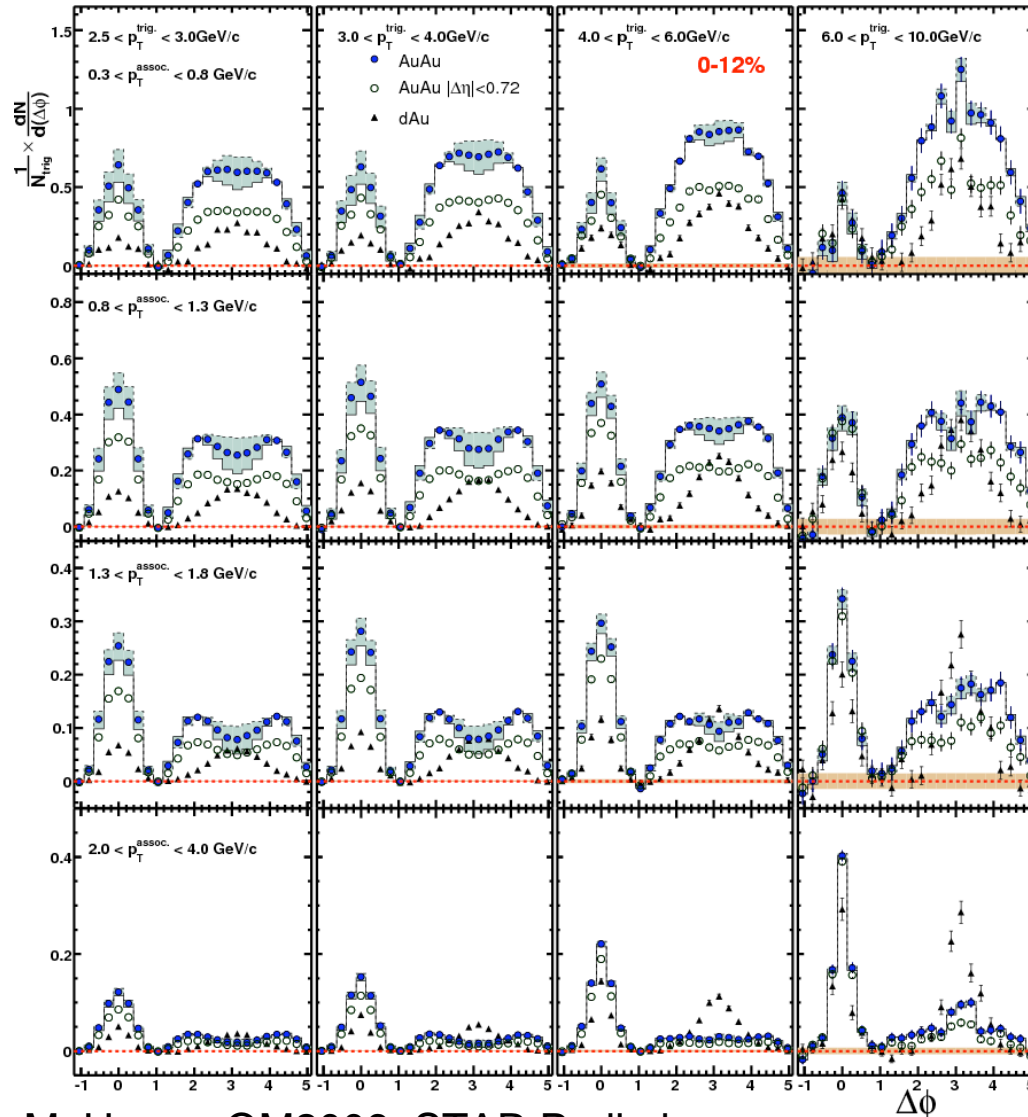 2.5 < p_T^trig. < 3.0GeV/c
3.0 < p_T^trig. < 4.0GeV/c
4.0 < p_T^trig. < 6.0GeV/c
6.0 < p_T^trig. < 10.0GeV/c
0.3 < p_T^assoc. < 0.8 GeV/c
AuAu
AuAu |Δη|<0.72
dAu
0-12%
1/N_trig × dN/d(Δϕ)
1.5
1
0.5
0
0.8 < p_T^assoc. < 1.3 GeV/c
0.8
0.6
0.4
0.2
0
1.3 < p_T^assoc. < 1.8 GeV/c
0.4
0.3
0.2
0.1
0
2.0 < p_T^assoc. < 4.0 GeV/c
0.4
0.2
0
-1 0 1 2 3 4 5
-1 0 1 2 3 4 5
-1 0 1 2 3 4 5
-1 0 1 2 3 4 5
Δϕ